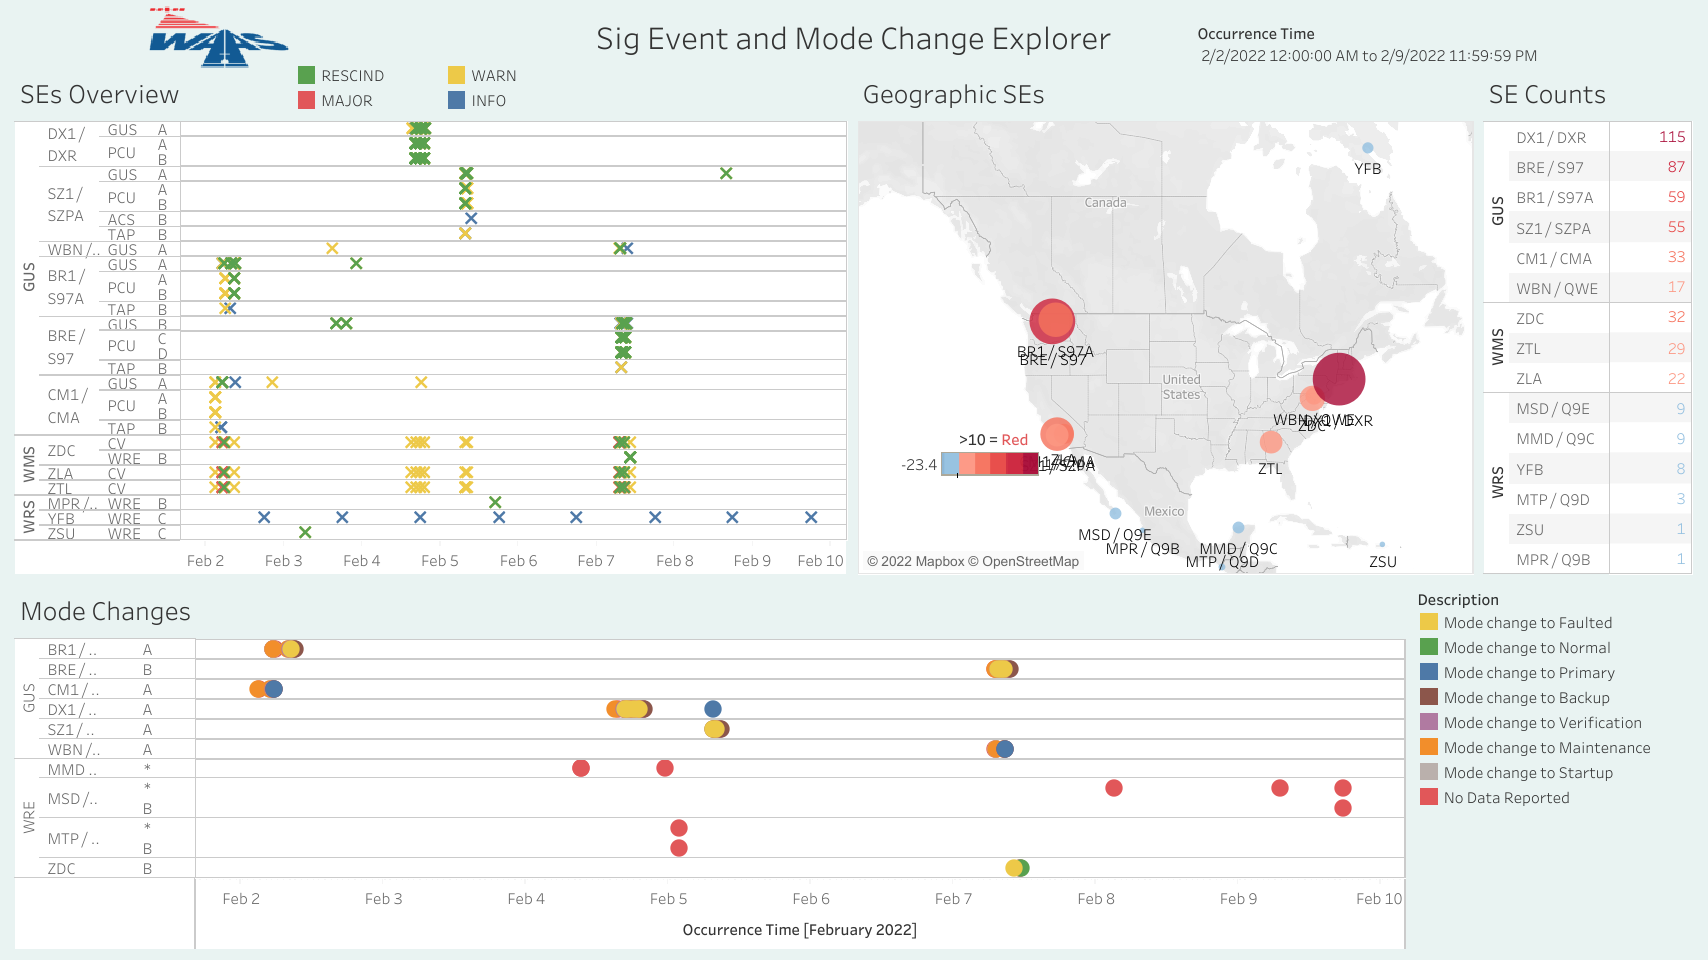 WAAS
Sig Event and Mode Change Explorer
Occurrence Time
2/2/2022 12:00:00 AM to 2/9/2022 11:59:59 PM
RESCIND
WARN
MAJOR
INFO
SEs Overview
GUS
DX1 /
DXR
GUS A
PCU A
B
SZ1 /
SZPA
GUS A
PCU A
B
ACS B
TAP B
WBN /.. GUS A
BR1 /
S97A
GUS A
PCU A
B
TAP B
BRE /
S97
GUS B
PCU C
D
TAP B
CM1 /
CMA
GUS A
PCU A
B
TAP B
WMS
ZDC CV
WRE B
ZLA CV
ZTL CV
WRS
MPR /.. WRE B
YFB WRE C
ZSU WRE C
Feb 2 Feb 3 Feb 4 Feb 5 Feb 6 Feb 7 Feb 8 Feb 9 Feb 10
Geographic SEs
YFB
Canada
BR1 / S97A
BRE / S97
United
States
WBN / QWE
DX1 / DXR
ZDC
>10 = Red
-23.4
ZTL
Mexico
MSD / Q9E
MPR / Q9B
MMD / Q9C
MTP / Q9D
ZSU
© 2022 Mapbox © OpenStreetMap
SE Counts
GUS
DX1 / DXR 115
BRE / S97 87
BR1 / S97A 59
SZ1 / SZPA 55
CM1 / CMA 33
WBN / QWE 17
WMS
ZDC 32
ZTL 29
ZLA 22
WRS
MSD / Q9E 9
MMD / Q9C 9
YFB 8
MTP / Q9D 3
ZSU 1
MPR / Q9B 1
Mode Changes
GUS
BR1 / .. A
BRE / .. B
CM1 / .. A
DX1 / .. A
SZ1 / .. A
WBN /.. A
WRE
MMD .. *
MSD /.. *
B
MTP / .. *
B
ZDC B
Feb 2 Feb 3 Feb 4 Feb 5 Feb 6 Feb 7 Feb 8 Feb 9 Feb 10
Occurrence Time [February 2022]
Description
Mode change to Faulted
Mode change to Normal
Mode change to Primary
Mode change to Backup
Mode change to Verification
Mode change to Maintenance
Mode change to Startup
No Data Reported